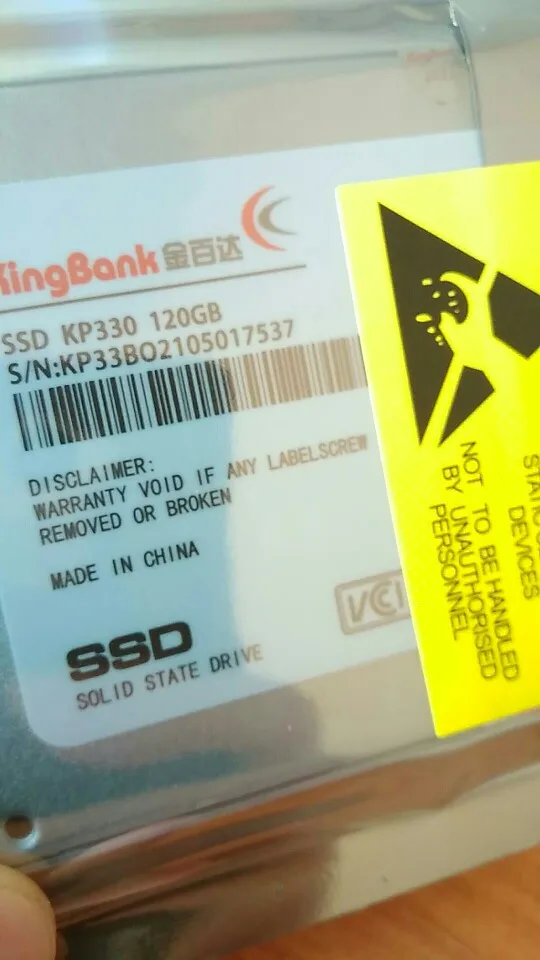 KingBank 金百达
SSD KP330 120GB
S/N:KP33BO2105017537
DISCLAIMER:
WARRANTY VOID IF ANY LABELSCREW
REMOVED OR BROKEN
MADE IN CHINA
VCI
SSD
SOLID STATE DRIVE
DEVICES
NOT TO BE HANDLED
BY UNAUTHORISED
PERSONNEL